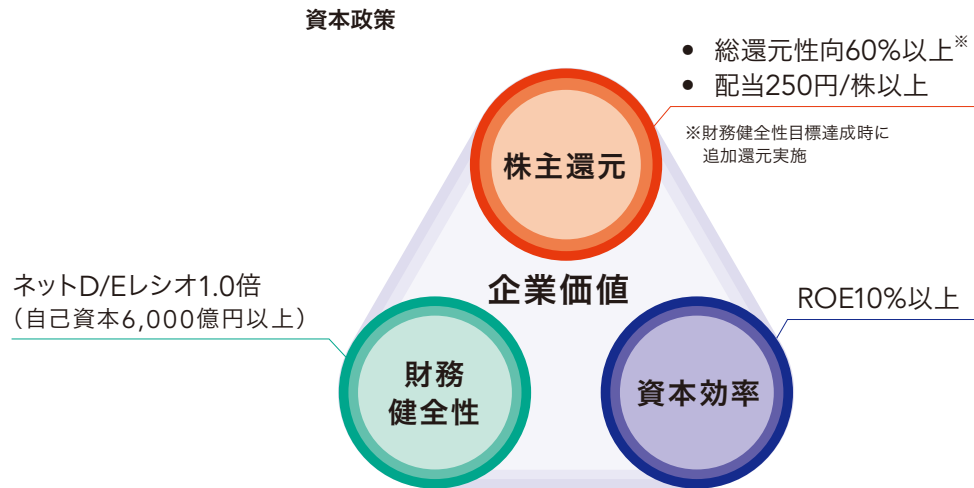 資本政策
● 総還元性向60%以上※
● 配当250円/株以上
※財務健全性目標達成時に
追加還元実施
株主還元
企業価値
ネットD/Eレシオ1.0倍
（自己資本6,000億円以上）
ROE10%以上
財務
健全性
資本効率